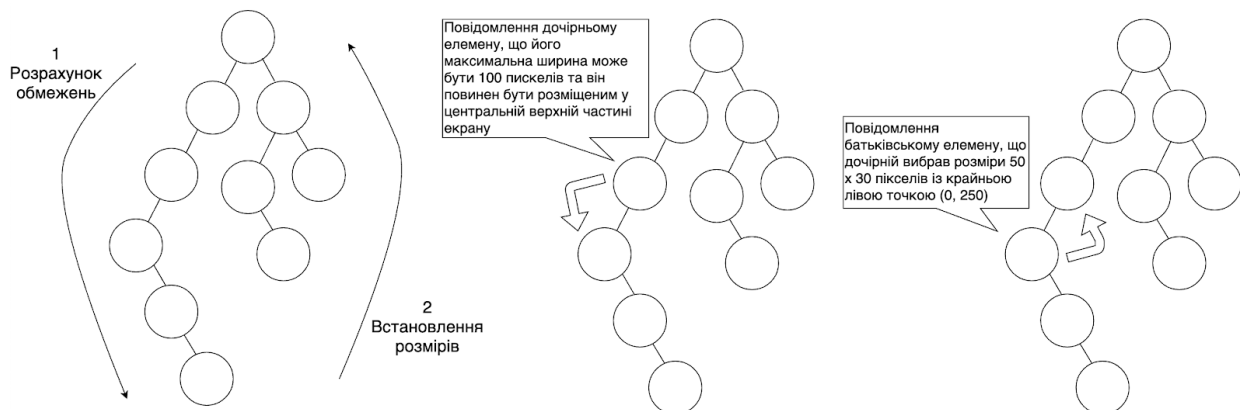 1
Розрахунок
обмежень
2
Встановлення
розмірів
Повідомлення дочірньому
елемену, що його
максимальна ширина може
бути 100 пискелів та він
повинен бути розміщеним у
центральній верхній частині
екрану
Повідомлення
батьківському елемену, що
дочірній вибрав розміри 50
х 30 пікселів із крайньою
лівою точкою (0, 250)